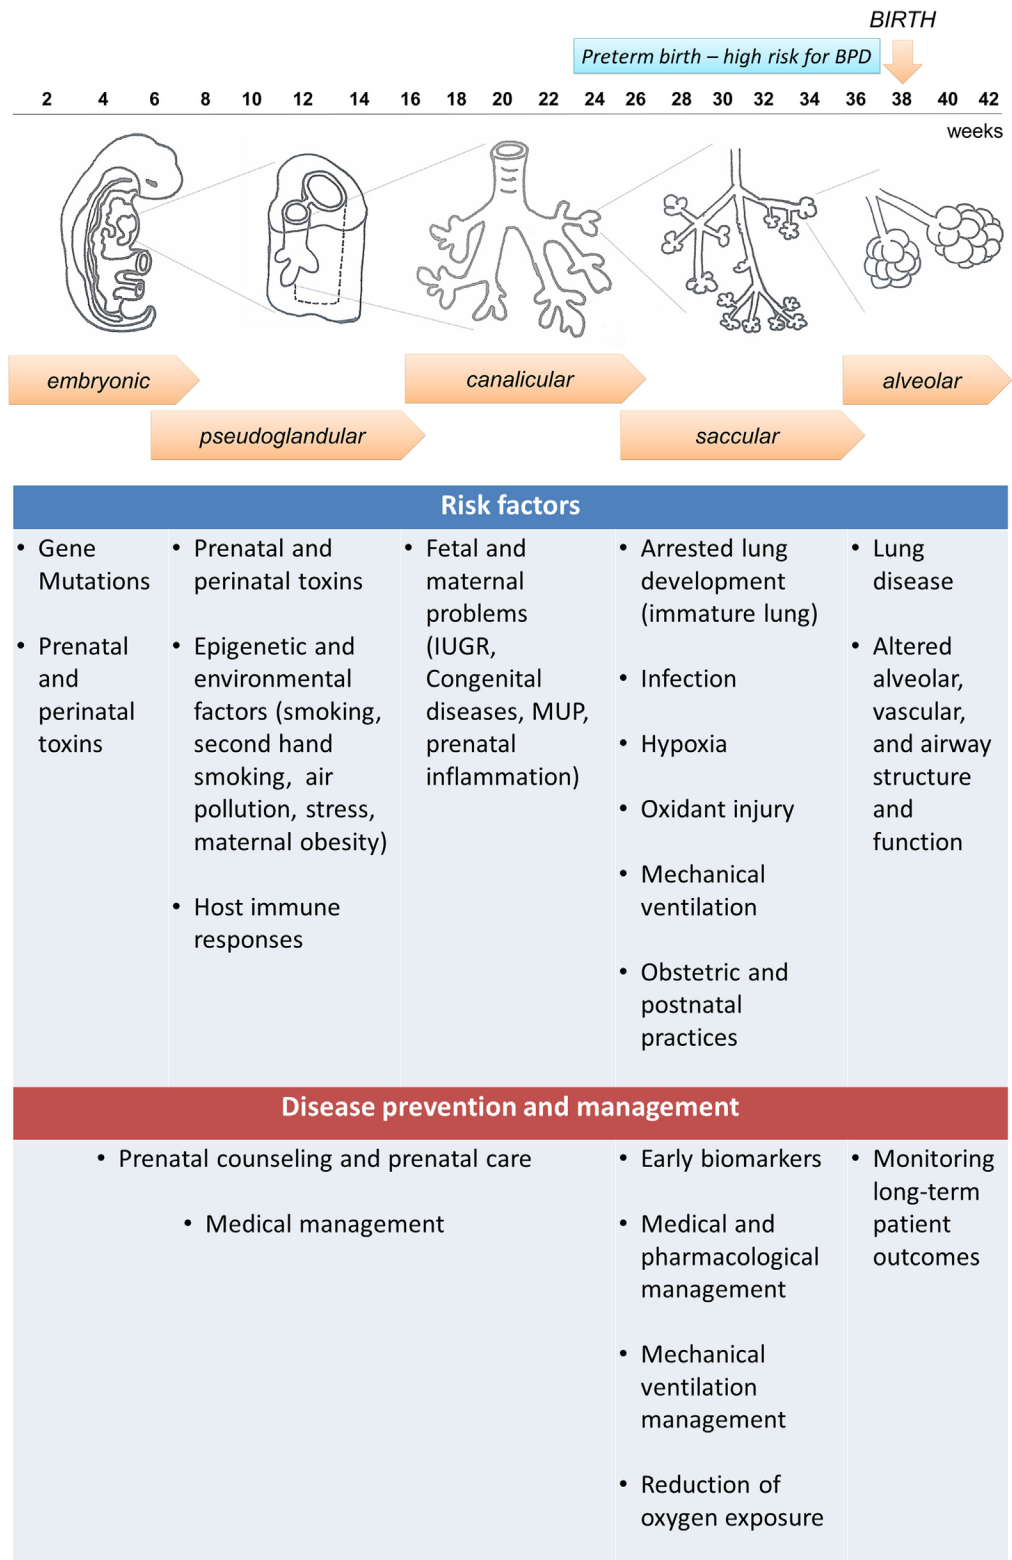 BIRTH
Preterm birth – high risk for BPD
2 4 6 8 10 12 14 16 18 20 22 24 26 28 30 32 34 36 38 40 42
weeks
embryonic
canalicular
alveolar
pseudoglandular
saccular
Risk factors
• Gene
Mutations
• Prenatal
and
perinatal
toxins
• Prenatal and
perinatal toxins
• Epigenetic and
environmental
factors (smoking,
second hand
smoking, air
pollution, stress,
maternal obesity)
• Host immune
responses
• Fetal and
maternal
problems
(IUGR,
Congenital
diseases, MUP,
prenatal
inflammation)
• Arrested lung
development
(immature lung)
• Infection
• Hypoxia
• Oxidant injury
• Mechanical
ventilation
• Obstetric and
postnatal
practices
• Lung
disease
• Altered
alveolar,
vascular,
and airway
structure
and
function
Disease prevention and management
• Prenatal counseling and prenatal care
• Medical management
• Early biomarkers
• Medical and
pharmacological
management
• Mechanical
ventilation
management
• Reduction of
oxygen exposure
• Monitoring
long-term
patient
outcomes